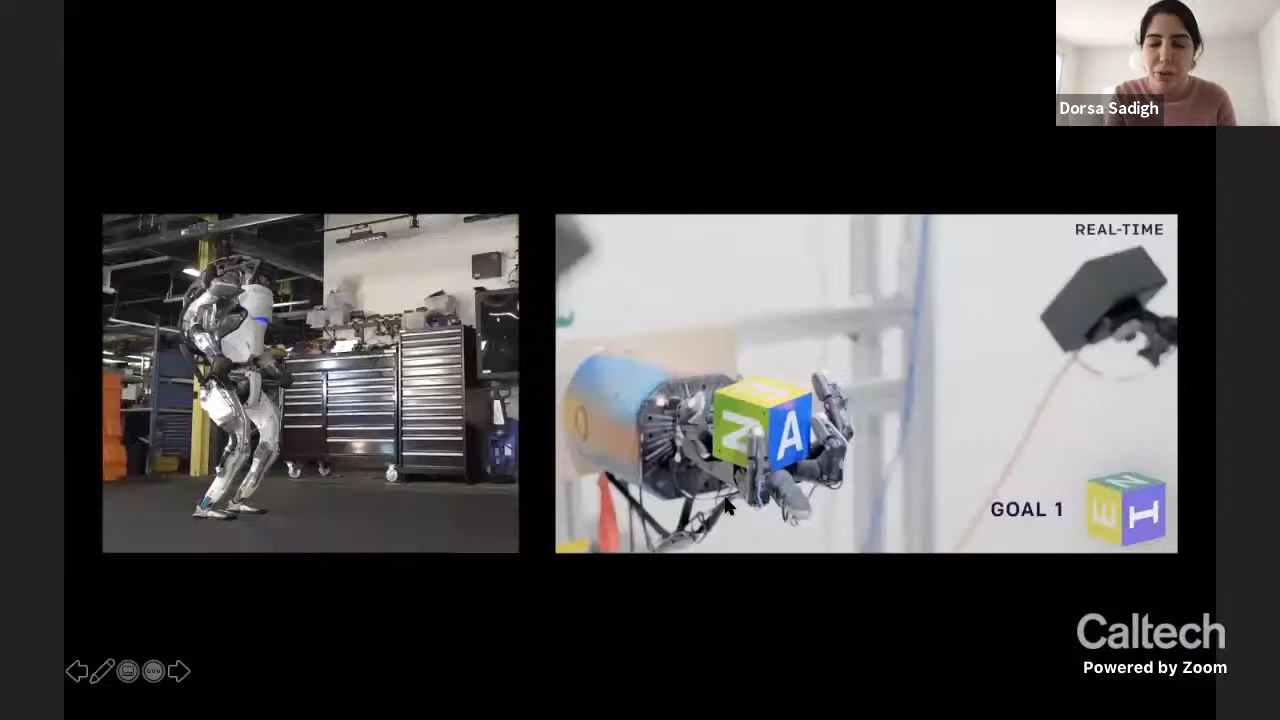 Dorsa Sadigh
REAL-TIME
E
N
A
GOAL 1
N
E
H
Caltech
Powered by Zoom